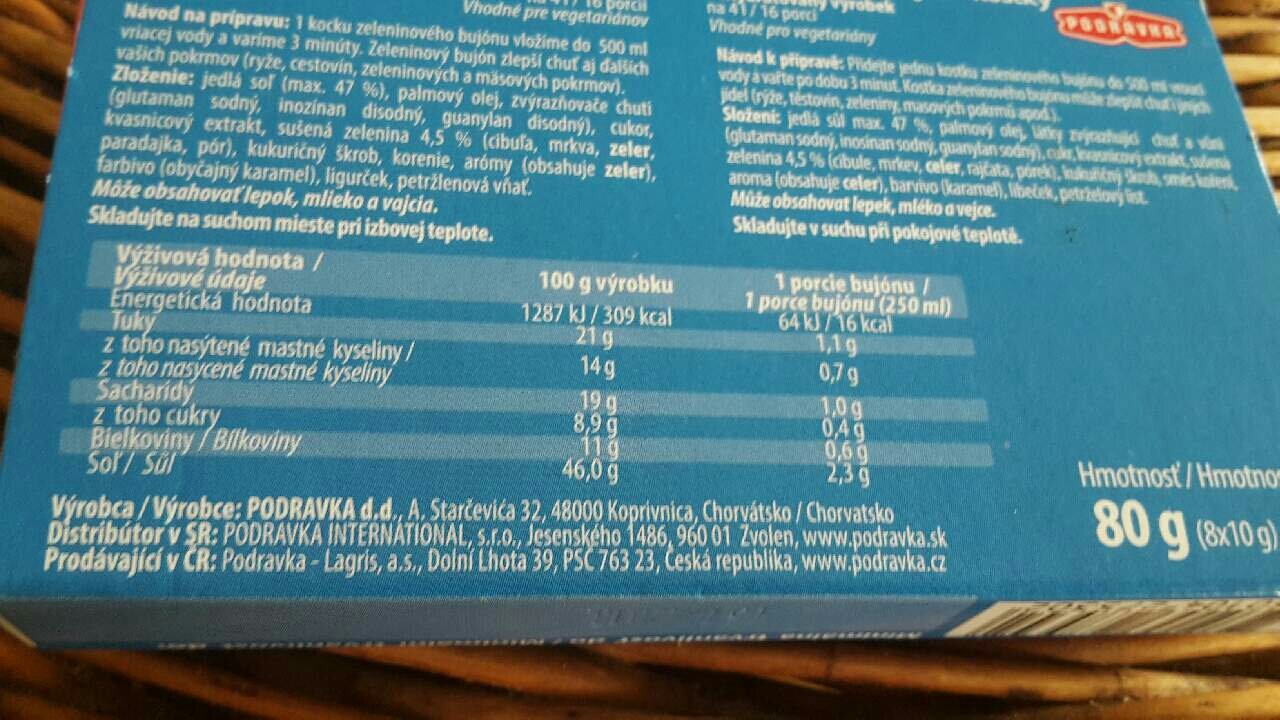 Vhodné pre vegetariánov
Návod na prípravu: 1 kocku zeleninového bujónu vložíme do 500 ml
vriacej vody a varíme 3 minúty. Zeleninový bujón zlepší chuť aj ďalších
vašich pokrmov (ryže, cestovín, zeleninových a mäsových pokrmov).
Zloženie: jedlá soľ (max. 47 %), palmový olej, zvýrazňovače chuti
(glutaman sodný, inozínan disodný, guanylan disodný), cukor,
kvasnicový extrakt, sušená zelenina 4,5 % (cibuľa, mrkva, zeler,
paradajka, pór), kukuričný škrob, korenie, arómy (obsahuje zeler),
farbivo (obyčajný karamel), ligurček, petržlenová vňať.
Môže obsahovať lepok, mlieko a vajcia.
Skladujte na suchom mieste pri izbovej teplote.
výrobek
na 4 l / 16 porcí
Vhodné pro vegetariány
PODRAVKA
Návod k přípravě: Přidejte jednu kostku zeleninového bujónu do 500 ml vroucí
vody a vařte po dobu 3 minut. Kostka zeleninového bujonu může zlepšit chuť i jiných
jídel (rýže, těstovin, zeleniny, masových pokrmů apod.).
Složení: jedlá sůl max. 47 %, palmový olej, látky zvýrazňující chuť a vůni
(glutaman sodný, inosinan sodný, guanylan sodný), cukr, kvasnicový extrakt, sušená
zelenina 4,5 % (cibule, mrkev, celer, rajčata, pórek), kukuřičný škrob, směs koření,
aroma (obsahuje celer), barvivo (karamel), libeček, petrželový list.
Může obsahovat lepek, mléko a vejce.
Skladujte v suchu při pokojové teplotě.
Výživová hodnota /
Výživové údaje
100 g výrobku
1 porcie bujónu /
1 porce bujónu (250 ml)
Energetická hodnota 1287 kJ / 309 kcal 64 kJ / 16 kcal
Tuky 21 g 1,1 g
z toho nasýtené mastné kyseliny /
z toho nasycené mastné kyseliny 14 g 0,7 g
Sacharidy 19 g 1,0 g
z toho cukry 8,9 g 0,4 g
Bielkoviny / Bílkoviny 11 g 0,6 g
Soľ / Sůl 46,0 g 2,3 g
Hmotnosť / Hmotnos
80 g (8x10 g)
Výrobca / Výrobce: PODRAVKA d.d., A. Starčevića 32, 48000 Koprivnica, Chorvátsko / Chorvatsko
Distribútor v SR: PODRAVKA INTERNATIONAL, s.r.o., Jesenského 1486, 960 01 Zvolen, www.podravka.sk
Prodávající v ČR: Podravka - Lagris, a.s., Dolní Lhota 39, PSČ 763 23, Česká republika, www.podravka.cz